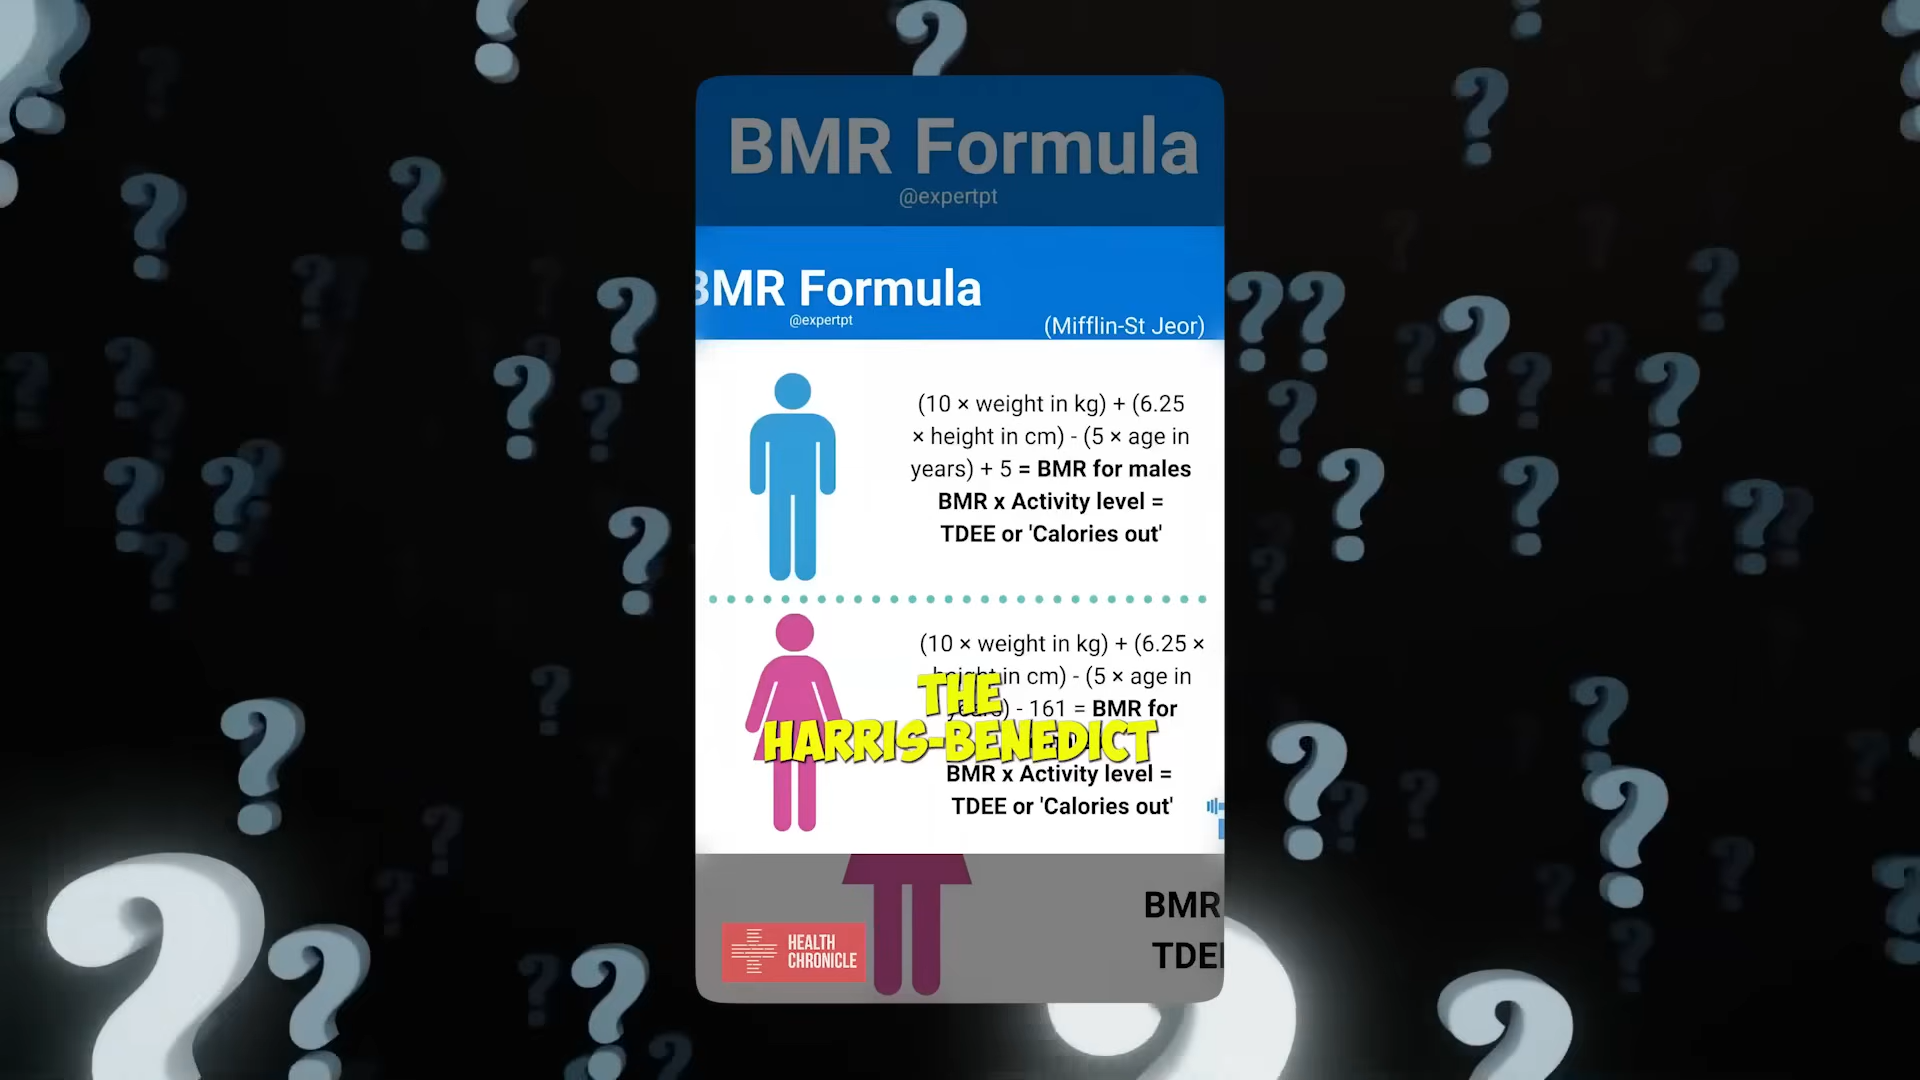 BMR Formula
@expertpt
BMR Formula
@expertpt
(Mifflin-St Jeor)
(10 × weight in kg) + (6.25
× height in cm) - (5 × age in
years) + 5 = BMR for males
BMR x Activity level =
TDEE or 'Calories out'
(10 × weight in kg) + (6.25 ×
height in cm) - (5 × age in
years) - 161 = BMR for
THE
HARRIS-BENEDICT
BMR x Activity level =
TDEE or 'Calories out'
BMR
HEALTH
CHRONICLE